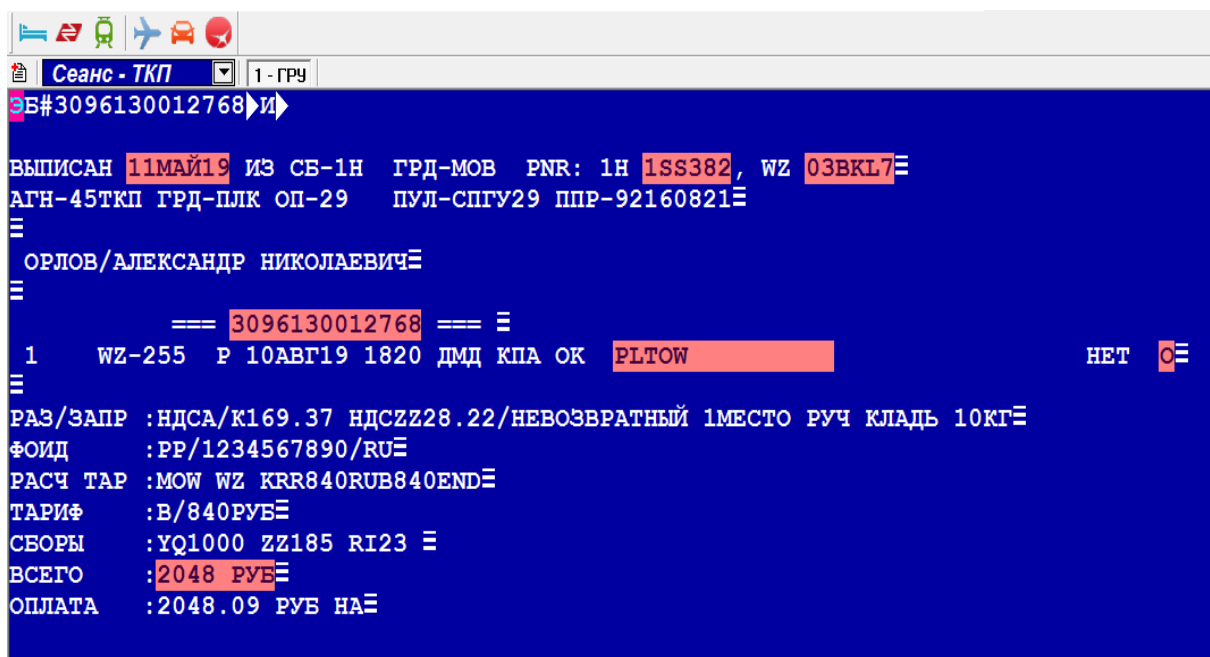 Сеанс - ТКП 1 - ГРУ
ЭБ#3096130012768▶И▶
ВЫПИСАН 11МАЙ19 ИЗ СБ-1Н ГРД-МОВ PNR: 1Н 1SS382, WZ 03BKL7
АГН-45ТКП ГРД-ПЛК ОП-29 ПУЛ-СПГУ29 ППР-92160821
ОРЛОВ/АЛЕКСАНДР НИКОЛАЕВИЧ
=== 3096130012768 ===
1 WZ-255 Р 10АВГ19 1820 ДМД КПА ОК PLTOW НЕТ О
РАЗ/ЗАПР :НДСА/К169.37 НДСZZ28.22/НЕВОЗВРАТНЫЙ 1МЕСТО РУЧ КЛАДЬ 10КГ
ФОИД :PP/1234567890/RU
РАСЧ ТАР :MOW WZ KRR840RUB840END
ТАРИФ :В/840РУБ
СБОРЫ :YQ1000 ZZ185 RI23
ВСЕГО :2048 РУБ
ОПЛАТА :2048.09 РУБ НА